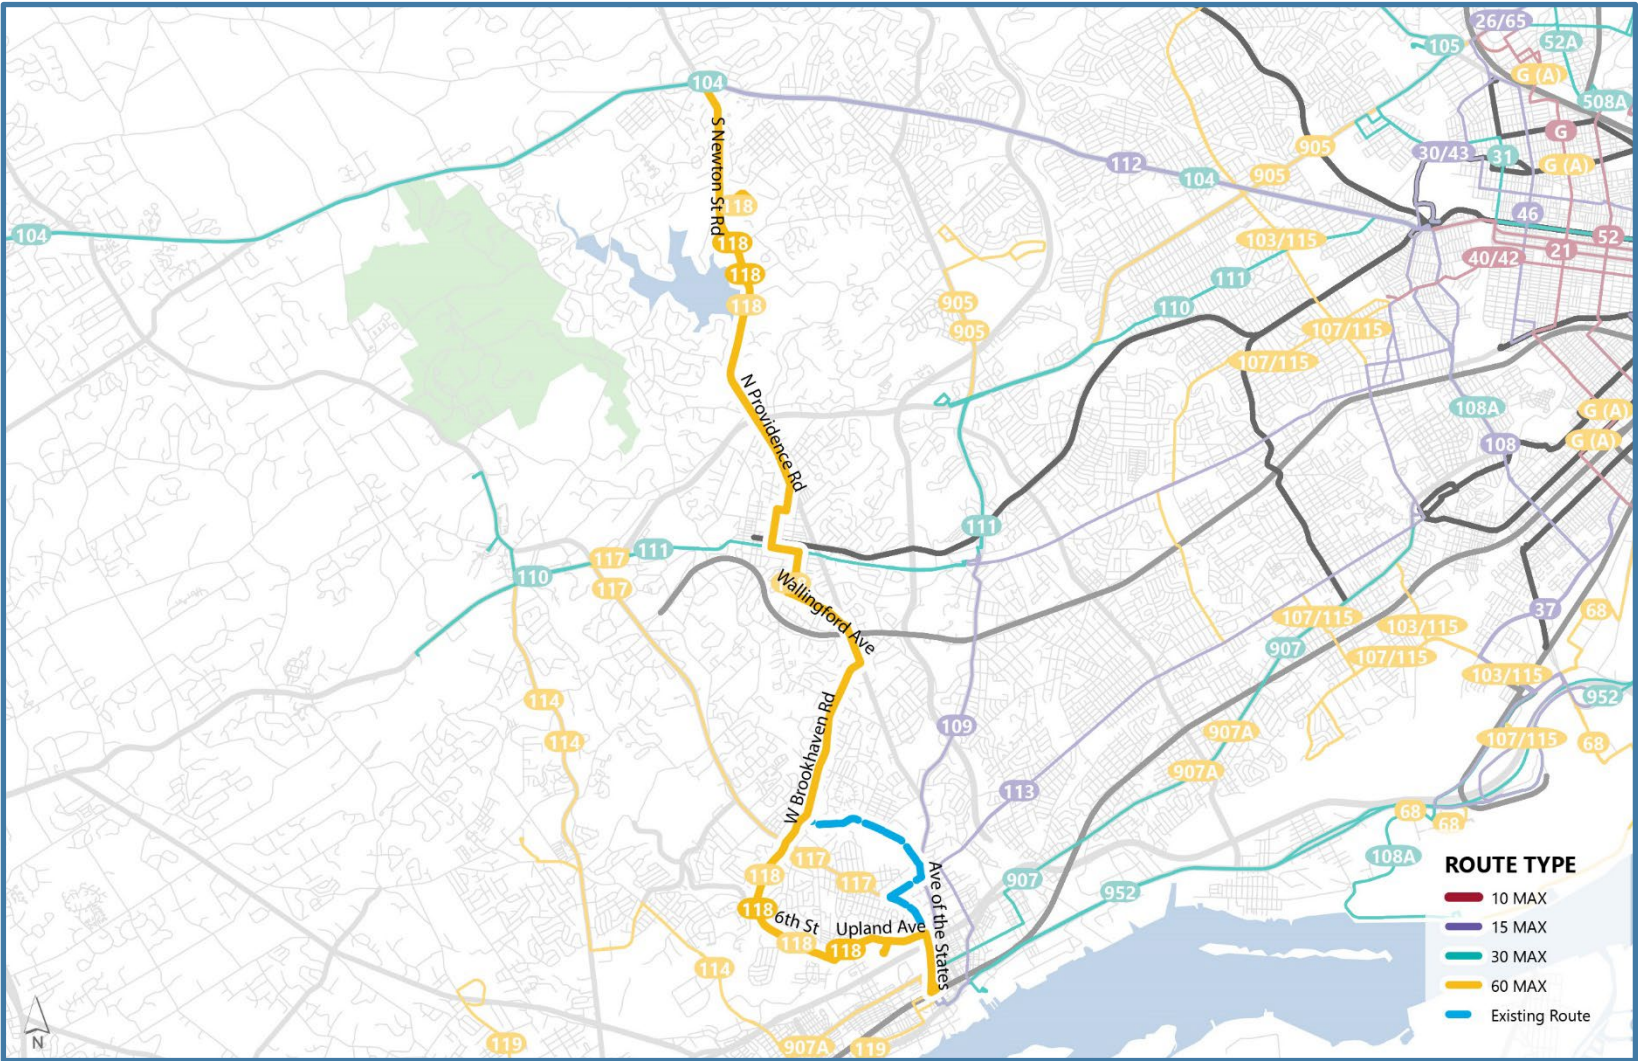 26/65
105
52A
G (A)
104
508A
G
905
30/43
31
G (A)
112
905
104
S Newton St Rd
118
46
104
118
103/115
52
21
40/42
118
111
118
905
110
905
107/115
107/115
N Providence Rd
108A
G (A)
G (A)
108
111
111
117
110
117
Wallingford Ave
37
68
107/115
103/115
907
107/115
103/115
952
114
W Brookhaven Rd
109
907A
107/115
68
114
907A
113
68
68
117
118
108A
117
907
952
Ave of the States
118
6th St
Upland Ave
118
118
114
119
907A
119
N
ROUTE TYPE
10 MAX
15 MAX
30 MAX
60 MAX
Existing Route